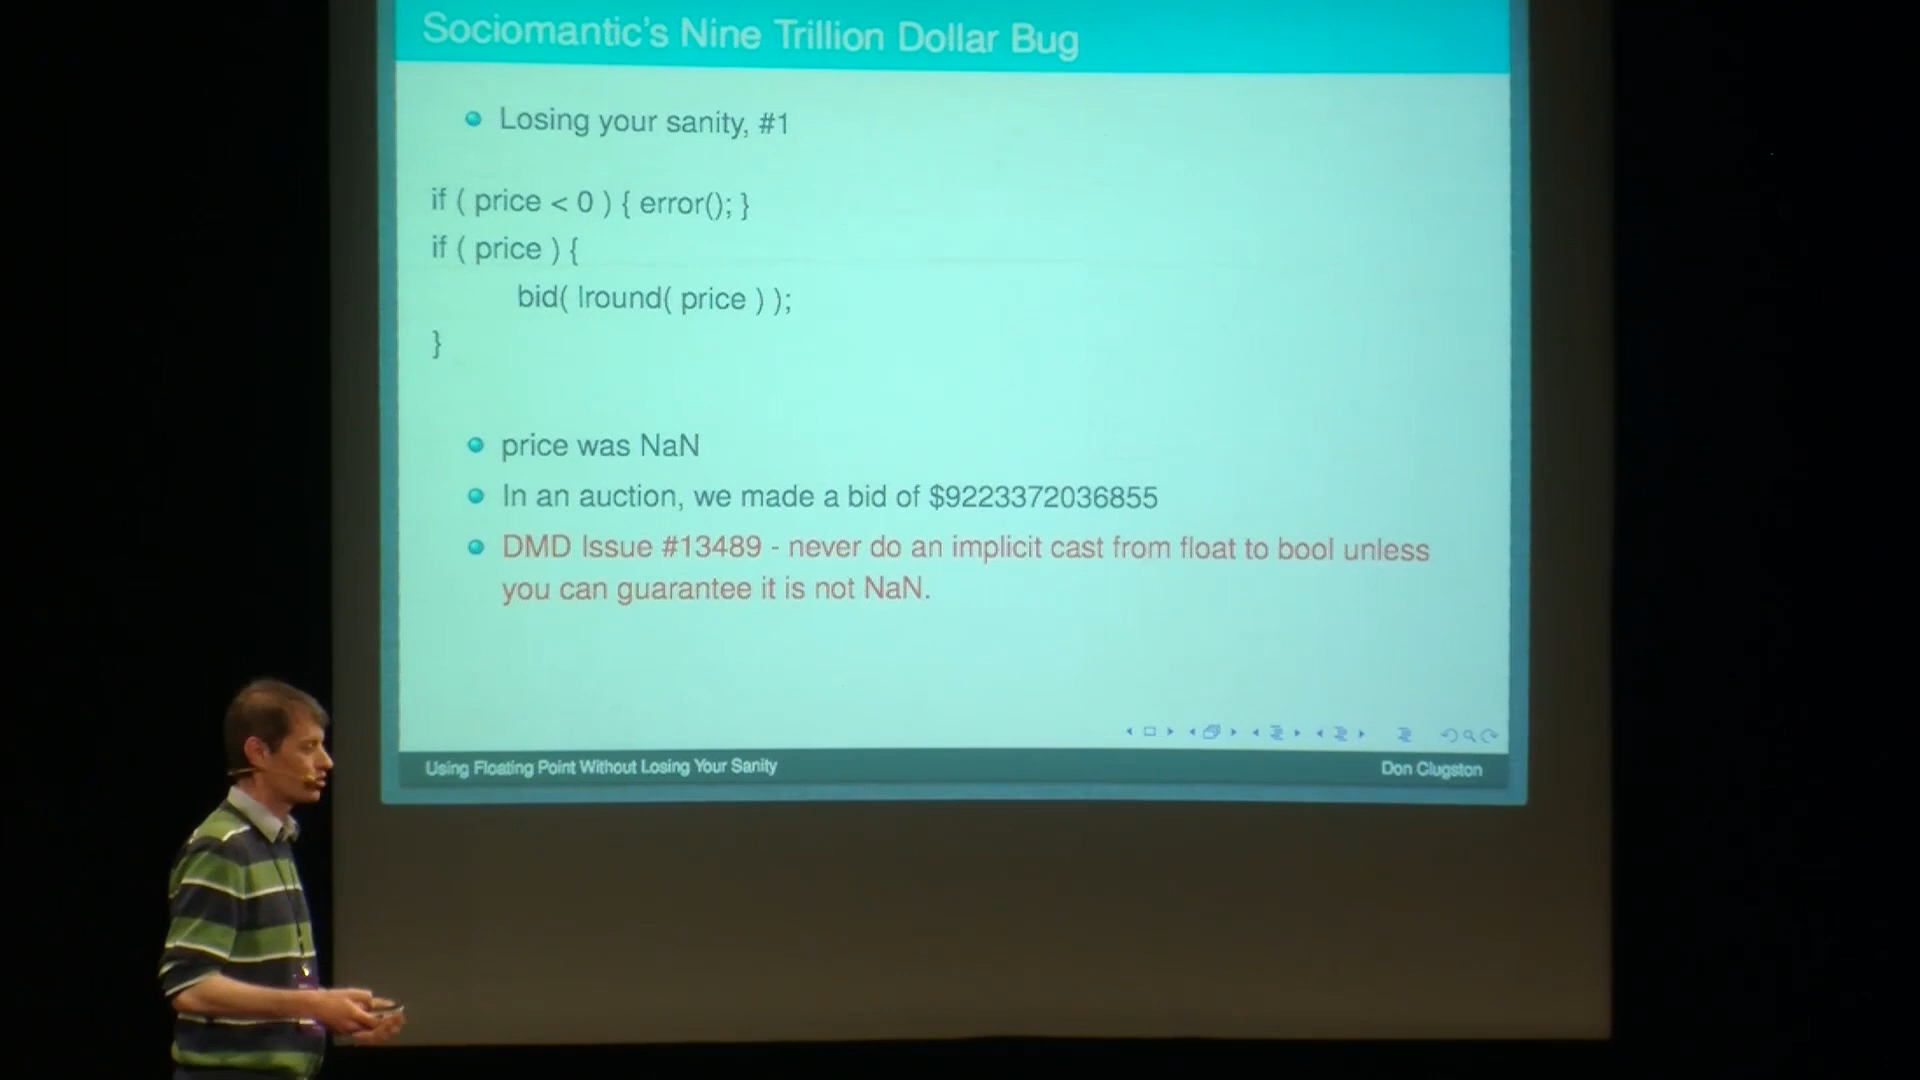 Sociomantic's Nine Trillion Dollar Bug
Losing your sanity, #1
if ( price < 0 ) { error(); }
if ( price ) {
bid( lround( price ) );
}
price was NaN
In an auction, we made a bid of $9223372036855
DMD Issue #13489 - never do an implicit cast from float to bool unless
you can guarantee it is not NaN.
Using Floating Point Without Losing Your Sanity
Don Clugston